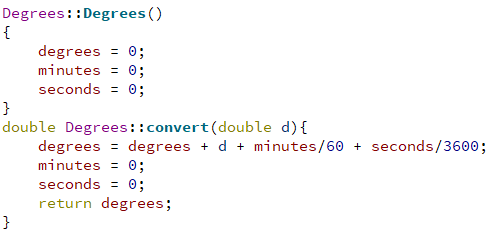 Degrees::Degrees()
{
    degrees = 0;
    minutes = 0;
    seconds = 0;
}
double Degrees::convert(double d){
    degrees = degrees + d + minutes/60 + seconds/3600;
    minutes = 0;
    seconds = 0;
    return degrees;
}